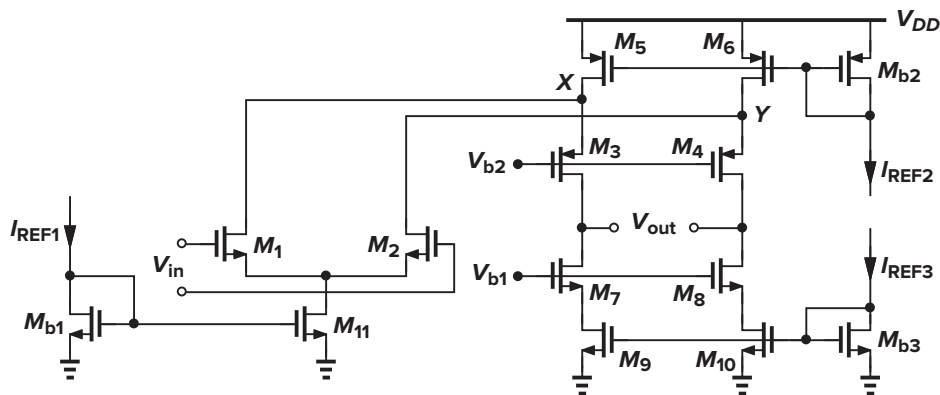 V_DD
M_5 M_6 M_b2
X Y
V_b2 M_3 M_4 I_REF2
I_REF1 V_in M_1 M_2 V_out
V_b1 M_7 M_8 I_REF3
M_b1 M_11 M_9 M_10 M_b3